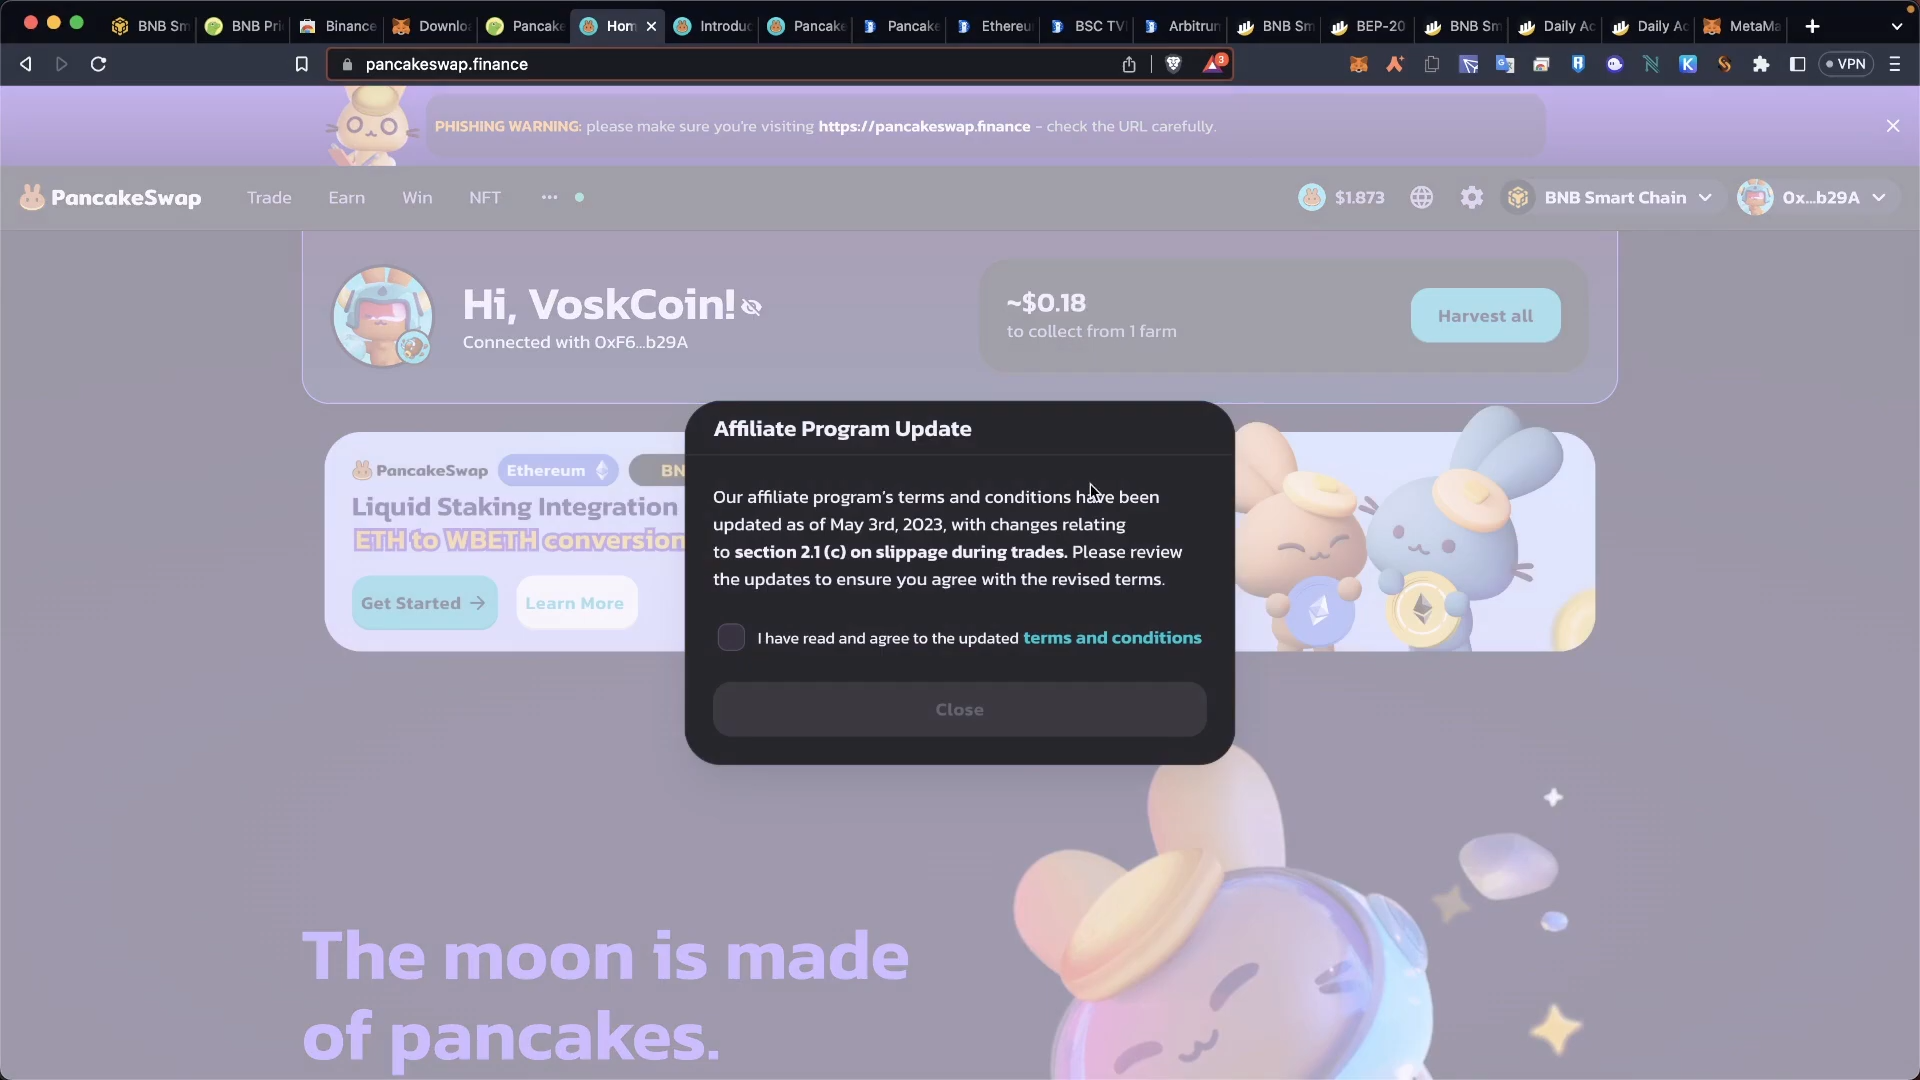 BNB Sm
BNB Pri
Binance
Downlo
Pancake
Hom
Introduc
Pancake
Pancake
Ethereu
BSC TV
Arbitrun
BNB Sm
BEP-20
BNB Sm
Daily Ac
Daily Ac
MetaMa
pancakeswap.finance
3
VPN
PHISHING WARNING: please make sure you're visiting https://pancakeswap.finance - check the URL carefully.
PancakeSwap
Trade
Earn
Win
NFT
$1.873
BNB Smart Chain
0x...b29A
Hi, VoskCoin!
Connected with 0xF6...b29A
~$0.18
to collect from 1 farm
Harvest all
PancakeSwap
Ethereum
BN
Liquid Staking Integration
ETH to WBETH conversion
Get Started
Learn More
Affiliate Program Update
Our affiliate program's terms and conditions have been
updated as of May 3rd, 2023, with changes relating
to section 2.1 (c) on slippage during trades. Please review
the updates to ensure you agree with the revised terms.
I have read and agree to the updated terms and conditions
Close
The moon is made
of pancakes.